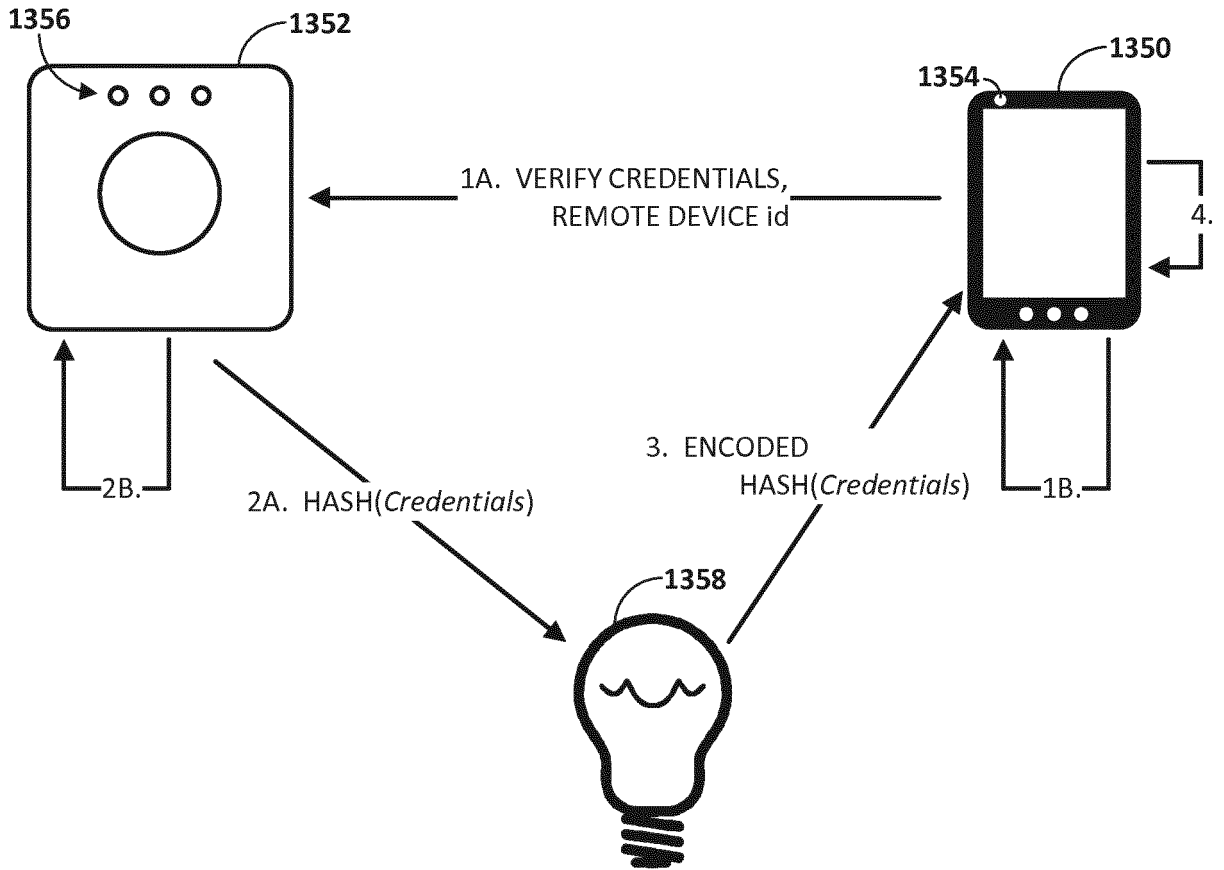 1356
1352
1350
1354
1A. VERIFY CREDENTIALS,
REMOTE DEVICE id
4.
3. ENCODED
HASH(Credentials)
2B.
2A. HASH(Credentials)
1B.
1358